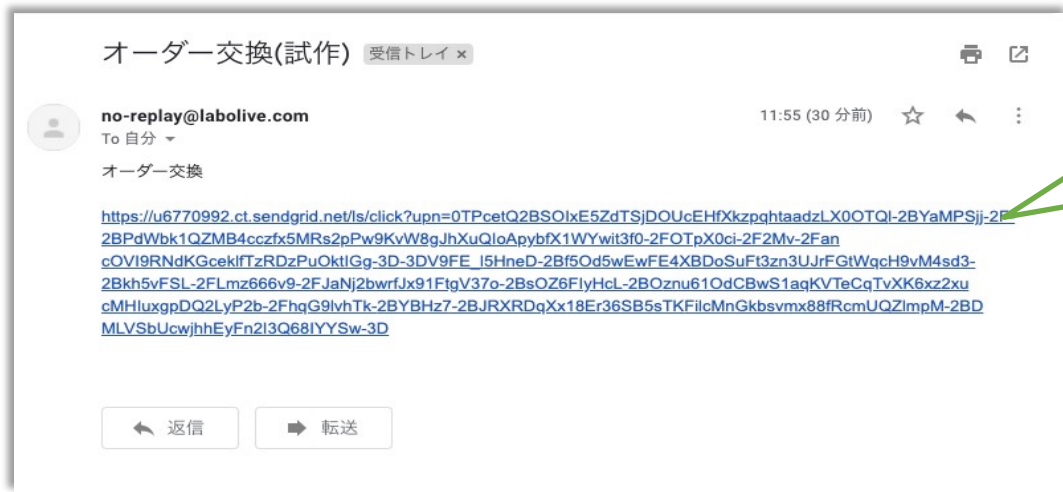 オーダー交換(試作) 受信トレイ ×
no-replay@labolive.com
11:55 (30 分前)
To 自分
オーダー交換
https://u6770992.ct.sendgrid.net/ls/click?upn=0TPcetQ2BSOIxE5ZdTSjDOUcEHfXkzpqhtaadzLX0OTQl-2BYaMPSjj-2F
2BPdWbk1QZMB4cczfx5MRs2pPw9KvW8gJhXuQloApybfX1WYwit3f0-2FOTpX0ci-2F2Mv-2Fan
cOVI9RNdKGceklfTzRDzPuOktIGg-3D-3DV9FE_I5HneD-2Bf5Od5wEwFE4XBDoSuFt3zn3UJrFGtWqcH9vM4sd3-
2Bkh5vFSL-2FLmz666v9-2FJaNj2bwrfJx91FtgV37o-2BsOZ6FIyHcL-2BOznu61OdCBwS1aqKVTeCqTvXK6xz2xu
cMHIuxgpDQ2LyP2b-2FhqG9lvhTk-2BYBHz7-2BJRXRDqXx18Er36SB5sTKFilcMnGkbsvmx88fRcmUQZlmpM-2BD
MLVSbUcwjhhEyFn2I3Q68IYYSw-3D
返信
転送